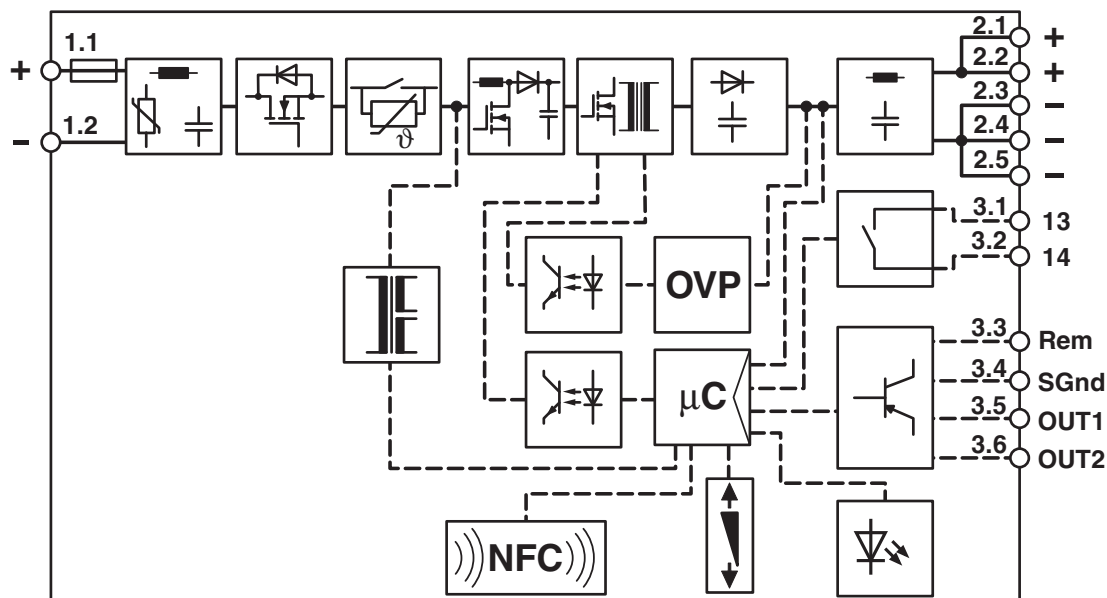 + 1.1
- 1.2
ϑ
2.1 +
2.2 +
2.3 –
2.4 –
2.5 –
3.1 13
3.2 14
OVP
μC
3.3 Rem
3.4 SGnd
3.5 OUT1
3.6 OUT2
NFC